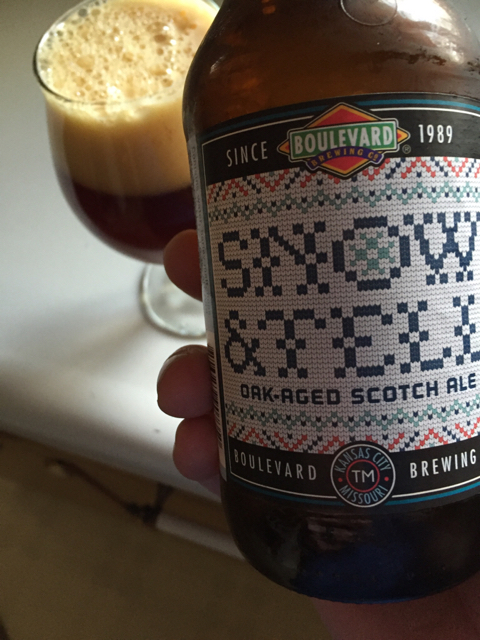 SINCE BOULEVARD 1989
BREWING CO.
®
SNOW
& TELL
OAK-AGED SCOTCH ALE
BOULEVARD BREWING
KANSAS CITY
TM
MISSOURI